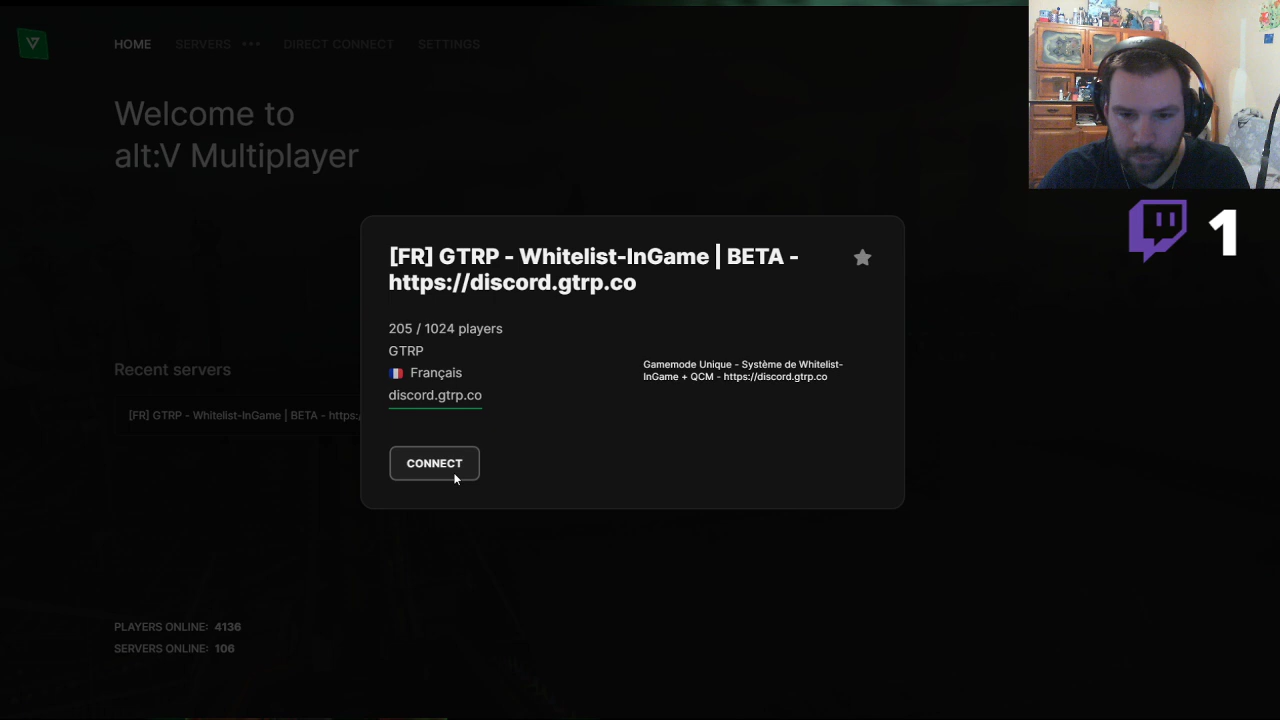 HOME SERVERS ••• DIRECT CONNECT SETTINGS
Welcome to
alt:V Multiplayer
[FR] GTRP - Whitelist-InGame | BETA -
https://discord.gtrp.co
205 / 1024 players
GTRP
Français
discord.gtrp.co
Gamemode Unique - Système de Whitelist-
InGame + QCM - https://discord.gtrp.co
CONNECT
Recent servers
[FR] GTRP - Whitelist-InGame | BETA - https:/
PLAYERS ONLINE: 4136
SERVERS ONLINE: 106
1